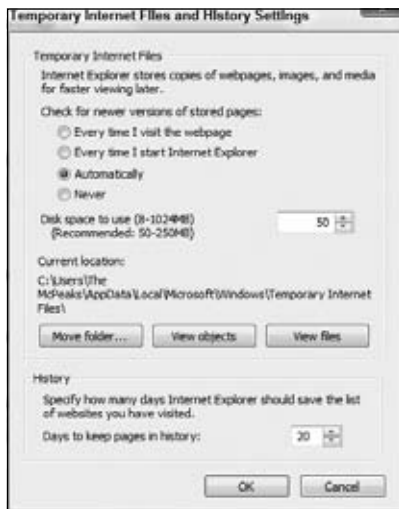 Temporary Internet Files and History Settings
Temporary Internet Files
Internet Explorer stores copies of webpages, images, and media
for faster viewing later.
Check for newer versions of stored pages:
Every time I visit the webpage
Every time I start Internet Explorer
Automatically
Never
Disk space to use (8-1024MB)
50
(Recommended: 50-250MB)
Current location:
C:\Users\The
McPeaks\AppData\Local\Microsoft\Windows\Temporary Internet
Files\
Move folder... View objects View files
History
Specify how many days Internet Explorer should save the list
of websites you have visited.
Days to keep pages in history: 20
OK Cancel